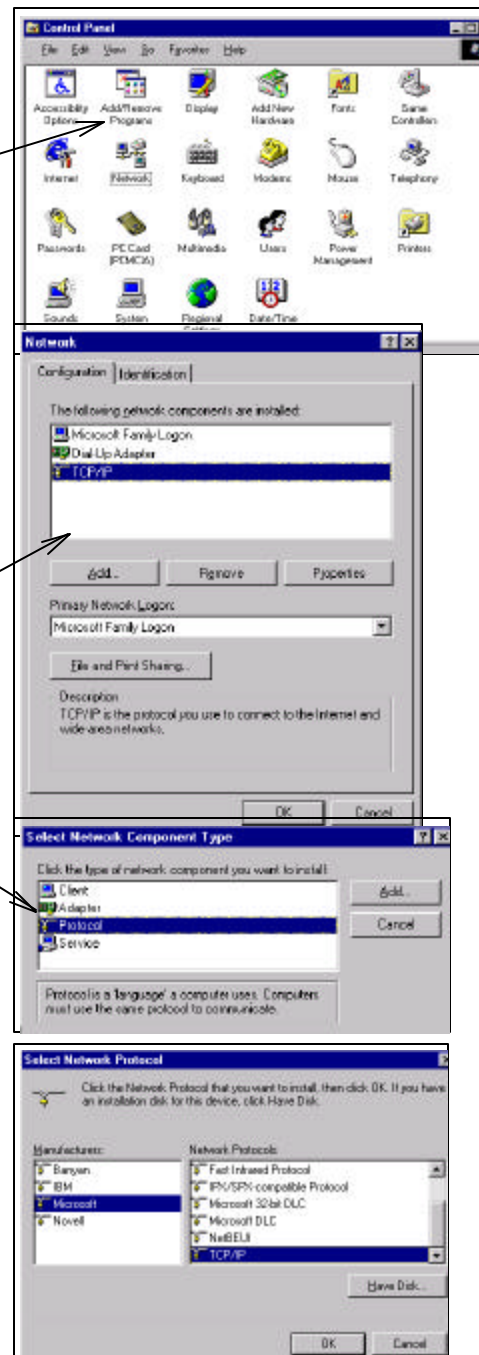 Control Panel
File Edit View Go Favorites Help
Accessibility Options
Add/Remove Programs
Display
Add New Hardware
Fonts
Game Controllers
Internet
Network
Keyboard
Modems
Mouse
Telephony
Passwords
PC Card (PCMCIA)
Multimedia
Users
Power Management
Printers
Sounds
System
Regional Settings
Date/Time
Network
Configuration Identification
The following network components are installed:
Microsoft Family Logon
Dial-Up Adapter
TCP/IP
Add... Remove Properties
Primary Network Logon:
Microsoft Family Logon
File and Print Sharing...
Description
TCP/IP is the protocol you use to connect to the Internet and
wide-area networks.
OK Cancel
Select Network Component Type
Click the type of network component you want to install:
Client
Adapter
Protocol
Service
Add...
Cancel
Protocol is a 'language' a computer uses. Computers
must use the same protocol to communicate.
Select Network Protocol
Click the Network Protocol that you want to install, then click OK. If you have
an installation disk for this device, click Have Disk.
Manufacturers:
Banyan
IBM
Microsoft
Novell
Network Protocols:
Fast Infrared Protocol
IPX/SPX-compatible Protocol
Microsoft 32-bit DLC
Microsoft DLC
NetBEUI
TCP/IP
Have Disk...
OK Cancel